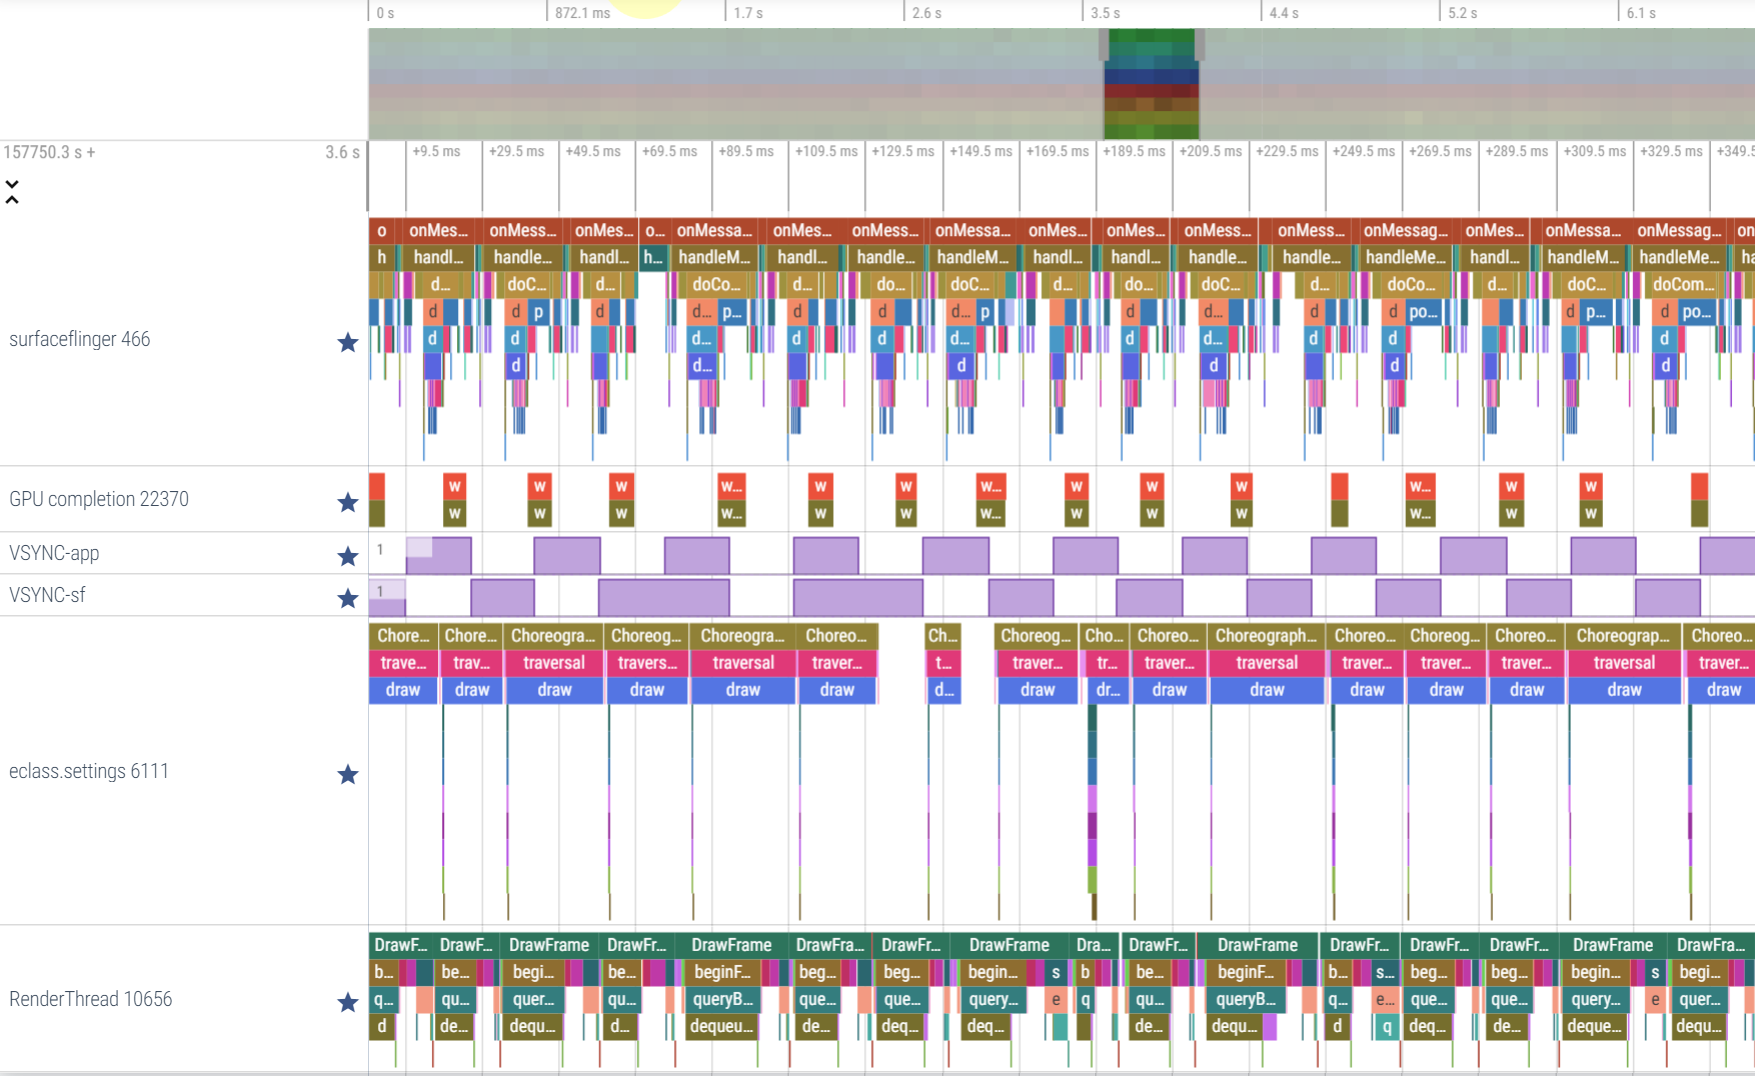 0 s 872.1 ms 1.7 s 2.6 s 3.5 s 4.4 s 5.2 s 6.1 s
157750.3 s + 3.6 s +9.5 ms +29.5 ms +49.5 ms +69.5 ms +89.5 ms +109.5 ms +129.5 ms +149.5 ms +169.5 ms +189.5 ms +209.5 ms +229.5 ms +249.5 ms +269.5 ms +289.5 ms +309.5 ms +329.5 ms +349.5
o onMes... onMess... onMes... o... onMessa... onMes... onMess... onMessa... onMes... onMes... onMess... onMess... onMessag... onMes... onMessa... onMessag... on
h handl... handle... handl... h... handleM... handl... handle... handleM... handl... handl... handle... handle... handleMe... handl... handleM... handleMe... ha
d... doC... d... doCo... d... do... doC... d... do... doC... d... doCo... d... doC... doCom...
d d p d d... p... d d d... p d d d... d d po... d d p... d po...
surfaceflinger 466
d d d d... d d d... d d d... d d d d d
d d... d d d d
GPU completion 22370
w w w w... w w w... w w w w... w w
w w w w... w w w... w w w w... w w
VSYNC-app 1
VSYNC-sf 1
Chore... Chore... Choregra... Choreog... Choreogra... Choreo... Ch... Choreog... Cho... Choreo... Choreograph... Choreo... Choreog... Choreo... Choreograp... Choreo...
trave... trav... traversal travers... traversal traver... t... traver... tr... traver... traversal traver... traver... traver... traversal traver...
draw draw draw draw draw draw d... draw dr... draw draw draw draw draw draw draw
eclass.settings 6111
DrawF... DrawF... DrawFrame DrawFr... DrawFrame DrawFra... DrawFr... DrawFrame Dra... DrawFr... DrawFrame DrawFr... DrawFr... DrawFr... DrawFrame DrawFra...
b... be... begi... be... beginF... beg... beg... begin... s b be... beginF... b... s... beg... beg... begin... s begi...
RenderThread 10656
q... qu... quer... qu... queryB... que... que... query... e q qu... queryB... q... e... que... que... query... e quer...
d de... dequ... d... dequeu... de... deq... deq... de... dequ... d q deq... de... deque... dequ...